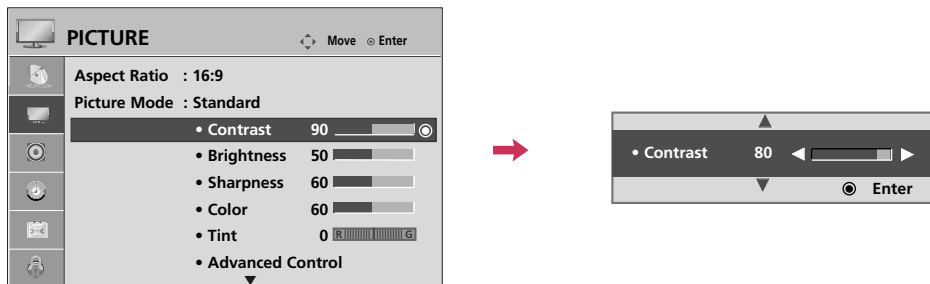 PICTURE
Move Enter
Aspect Ratio : 16:9
Picture Mode : Standard
• Contrast 90
• Brightness 50
• Sharpness 60
• Color 60
• Tint 0 R G
• Advanced Control
• Contrast 80
Enter